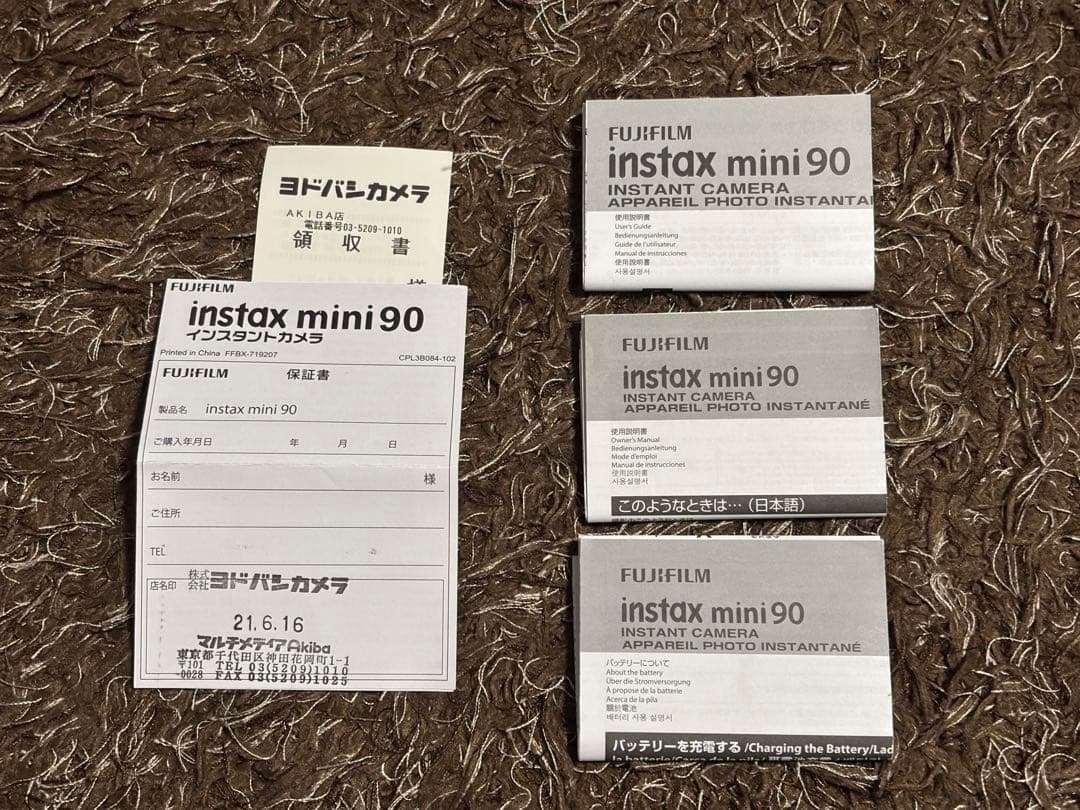 ヨドバシカメラ
AKIBA店
電話番号03-5209-1010
領収書
様
FUJIFILM
instax mini 90
インスタントカメラ
Printed in China FFBX-719207
CPL3B084-102
FUJIFILM 保証書
製品名 instax mini 90
ご購入年月日 年 月 日
お名前 様
ご住所
TEL
店名印
株式会社 ヨドバシカメラ
21.6.16
マルチメディアAkiba
東京都千代田区神田花岡町1-1
〒101-0028
TEL 03(5209)1010
FAX 03(5209)1025
FUJIFILM
instax mini 90
INSTANT CAMERA
APPAREIL PHOTO INSTANTA
使用説明書
User's Guide
Bedienungsanleitung
Guide de l'utilisateur
Manual de instrucciones
使用説明書
사용설명서
FUJIFILM
instax mini 90
INSTANT CAMERA
APPAREIL PHOTO INSTANTANÉ
使用説明書
Owner's Manual
Bedienungsanleitung
Mode d'emploi
Manual de instrucciones
使用説明書
사용설명서
このようなときは…（日本語）
FUJIFILM
instax mini 90
INSTANT CAMERA
APPAREIL PHOTO INSTANTANÉ
バッテリーについて
About the battery
Über die Stromversorgung
À propose de la batterie
Acerca de la pila
關於電池
배터리 사용 설명서
バッテリーを充電する /Charging the Battery/Lad
la batterie/Carga de la pila/